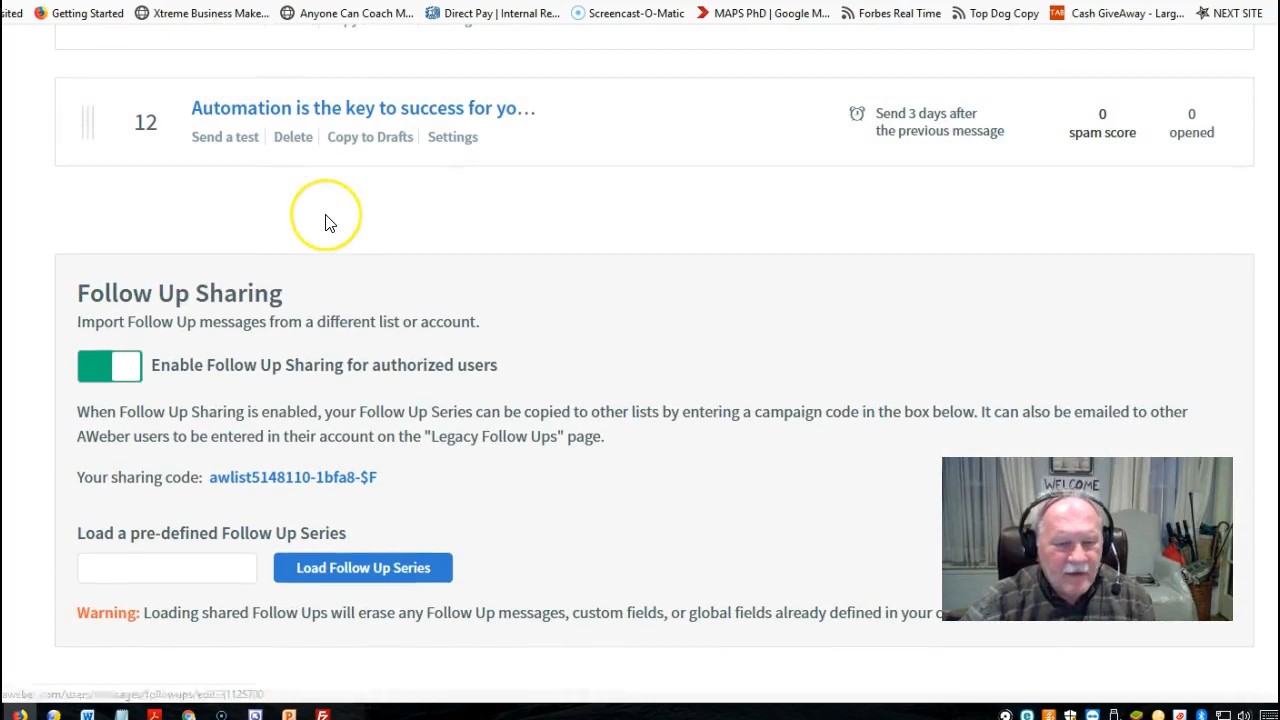 sited
Getting Started
Xtreme Business Make...
Anyone Can Coach M...
Direct Pay | Internal Re...
Screencast-O-Matic
MAPS PhD | Google M...
Forbes Real Time
Top Dog Copy
TAB
Cash GiveAway - Larg...
NEXT SITE
12
Automation is the key to success for yo...
Send a test
Delete
Copy to Drafts
Settings
Send 3 days after
the previous message
0
spam score
0
opened
Follow Up Sharing
Import Follow Up messages from a different list or account.
Enable Follow Up Sharing for authorized users
When Follow Up Sharing is enabled, your Follow Up Series can be copied to other lists by entering a campaign code in the box below. It can also be emailed to other
AWeber users to be entered in their account on the "Legacy Follow Ups" page.
Your sharing code: awlist5148110-1bfa8-$F
WELCOME
Load a pre-defined Follow Up Series
Load Follow Up Series
Warning: Loading shared Follow Ups will erase any Follow Up messages, custom fields, or global fields already defined in your